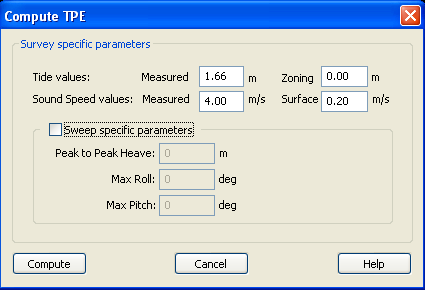 Compute TPE
Survey specific parameters
Tide values: Measured 1.66 m Zoning 0.00 m
Sound Speed values: Measured 4.00 m/s Surface 0.20 m/s
Sweep specific parameters
Peak to Peak Heave: 0 m
Max Roll: 0 deg
Max Pitch: 0 deg
Compute Cancel Help